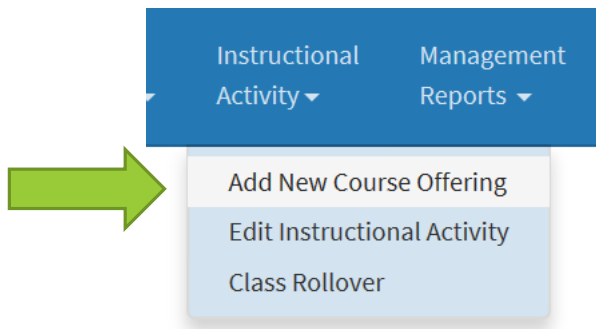 Instructional
Activity
Management
Reports
Add New Course Offering
Edit Instructional Activity
Class Rollover